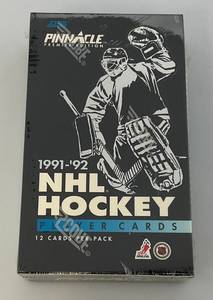 PINNACLE
PREMIER EDITION
1991-'92
NHL
HOCKEY
PLAYER CARDS
12 CARDS PER PACK